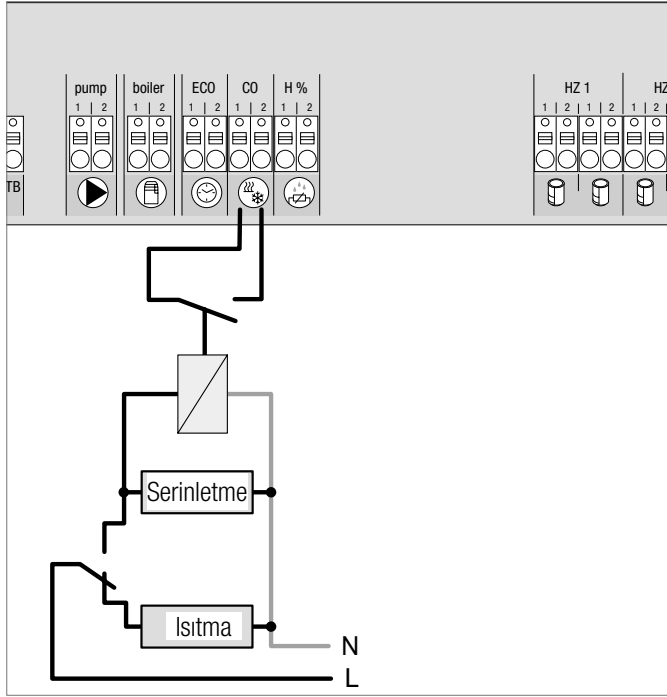 pump boiler ECO CO H % HZ 1 HZ
1 2 1 2 1 2 1 2 1 2 1 2 1 2 1 2
TB
Serinletme
Isıtma
N
L